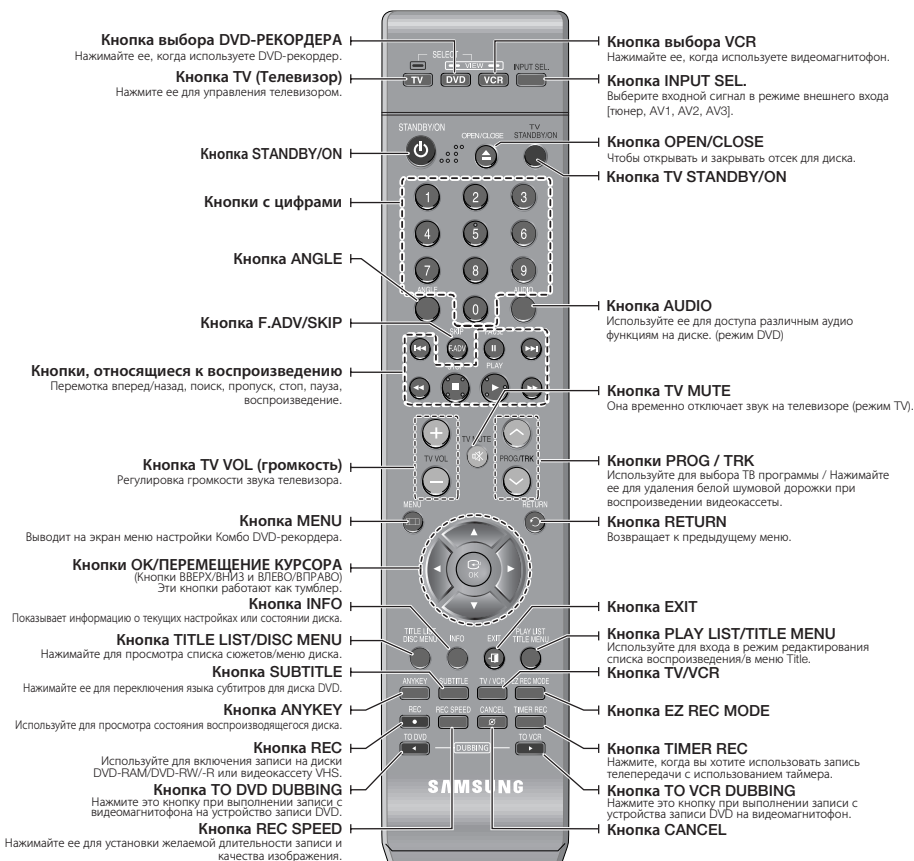 Кнопка выбора DVD-РЕКОРДЕРА
Нажимайте ее, когда используете DVD-рекордер.
Кнопка TV (Телевизор)
Нажмите ее для управления телевизором.
Кнопка STANDBY/ON
Кнопки с цифрами
Кнопка ANGLE
Кнопка F.ADV/SKIP
Кнопки, относящиеся к воспроизведению
Перемотка вперед/назад, поиск, пропуск, стоп, пауза,
воспроизведение.
Кнопка TV VOL (громкость)
Регулировка громкости звука телевизора.
Кнопка MENU
Выводит на экран меню настройки Комбо DVD-рекордера.
Кнопки ОК/ПЕРЕМЕЩЕНИЕ КУРСОРА
(Кнопки ВВЕРХ/ВНИЗ и ВЛЕВО/ВПРАВО)
Эти кнопки работают как тумблер.
Кнопка INFO
Показывает информацию о текущих настройках или состоянии диска.
Кнопка TITLE LIST/DISC MENU
Нажимайте для просмотра списка сюжетов/меню диска.
Кнопка SUBTITLE
Нажимайте ее для переключения языка субтитров для диска DVD.
Кнопка ANYKEY
Используйте для просмотра состояния воспроизводящегося диска.
Кнопка REC
Используйте для включения записи на диски
DVD-RAM/DVD-RW/-R или видеокассету VHS.
Кнопка TO DVD DUBBING
Нажмите это кнопку при выполнении записи с
видеомагнитофона на устройство записи DVD.
Кнопка REC SPEED
Нажимайте ее для установки желаемой длительности записи и
качества изображения.
SELECT
VIEW
INPUT SEL.
TV
DVD
VCR
STANDBY/ON
OPEN/CLOSE
TV
STANDBY/ON
1
2
3
4
5
6
7
8
9
ANGLE
0
AUDIO
SKIP
F.ADV
PAUSE
STOP
PLAY
TV VOL
TV MUTE
PROG/TRK
MENU
RETURN
OK
TITLE LIST
DISC MENU
INFO
EXIT
PLAY LIST
TITLE MENU
ANYKEY
SUBTITLE
TV / VCR
EZ REC MODE
REC
REC SPEED
CANCEL
TIMER REC
TO DVD
DUBBING
TO VCR
SAMSUNG
Кнопка выбора VCR
Нажимайте ее, когда используете видеомагнитофон.
Кнопка INPUT SEL.
Выберите входной сигнал в режиме внешнего входа
[тюнер, AV1, AV2, AV3].
Кнопка OPEN/CLOSE
Чтобы открывать и закрывать отсек для диска.
Кнопка TV STANDBY/ON
Кнопка AUDIO
Используйте ее для доступа различным аудио
функциям на диске. (режим DVD)
Кнопка TV MUTE
Она временно отключает звук на телевизоре (режим TV).
Кнопки PROG / TRK
Используйте для выбора ТВ программы / Нажимайте
ее для удаления белой шумовой дорожки при
воспроизведении видеокассеты.
Кнопка RETURN
Возвращает к предыдущему меню.
Кнопка EXIT
Кнопка PLAY LIST/TITLE MENU
Используйте для входа в режим редактирования
списка воспроизведения/в меню Title.
Кнопка TV/VCR
Кнопка EZ REC MODE
Кнопка TIMER REC
Нажмите, когда вы хотите использовать запись
телепередачи с использованием таймера.
Кнопка TO VCR DUBBING
Нажмите это кнопку при выполнении записи с
устройства записи DVD на видеомагнитофон.
Кнопка CANCEL